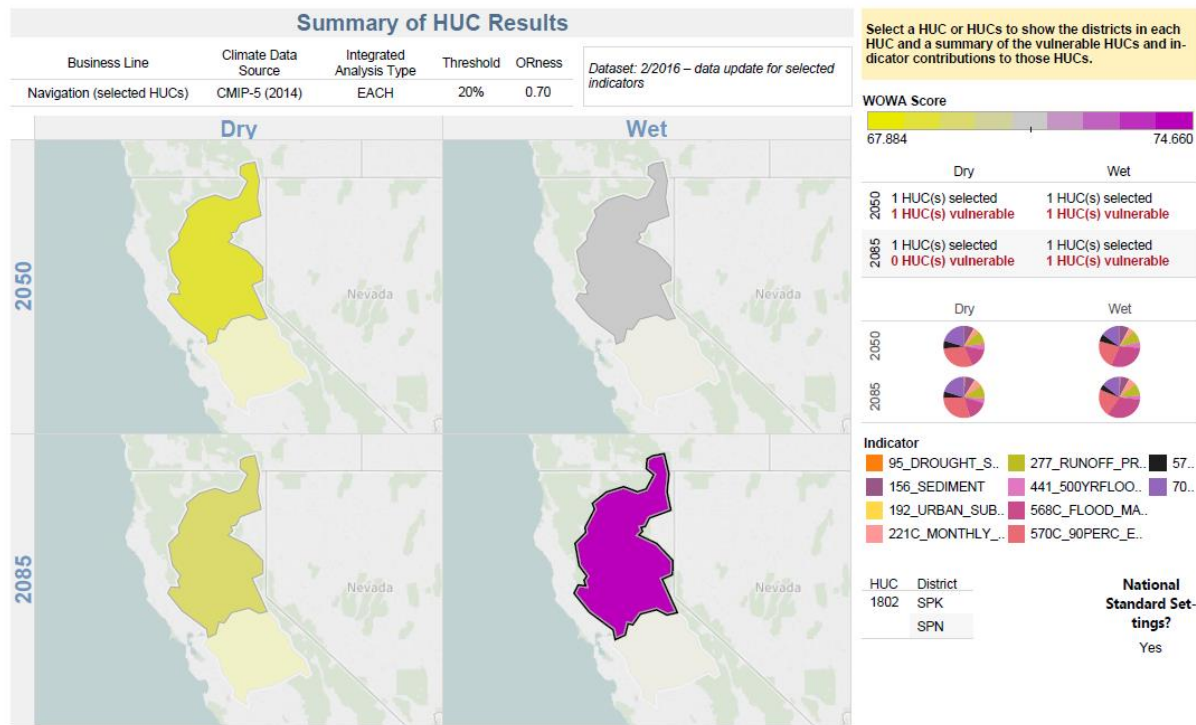 Summary of HUC Results
Business Line
Climate Data
Source
Integrated
Analysis Type
Threshold
ORness
Navigation (selected HUCs)
CMIP-5 (2014)
EACH
20%
0.70
Dataset: 2/2016 – data update for selected
indicators
Dry
Wet
2050
Nevada
Nevada
2085
Nevada
Nevada
Select a HUC or HUCs to show the districts in each
HUC and a summary of the vulnerable HUCs and in-
dicator contributions to those HUCs.
WOWA Score
67.884
74.660
Dry
Wet
2050
1 HUC(s) selected
1 HUC(s) vulnerable
1 HUC(s) selected
1 HUC(s) vulnerable
2085
1 HUC(s) selected
0 HUC(s) vulnerable
1 HUC(s) selected
1 HUC(s) vulnerable
Dry
Wet
2050
2085
Indicator
95_DROUGHT_S..
277_RUNOFF_PR..
57..
156_SEDIMENT
441_500YRFLOO..
70..
192_URBAN_SUB..
568C_FLOOD_MA..
221C_MONTHLY_..
570C_90PERC_E..
HUC
District
1802
SPK
SPN
National
Standard Set-
tings?
Yes